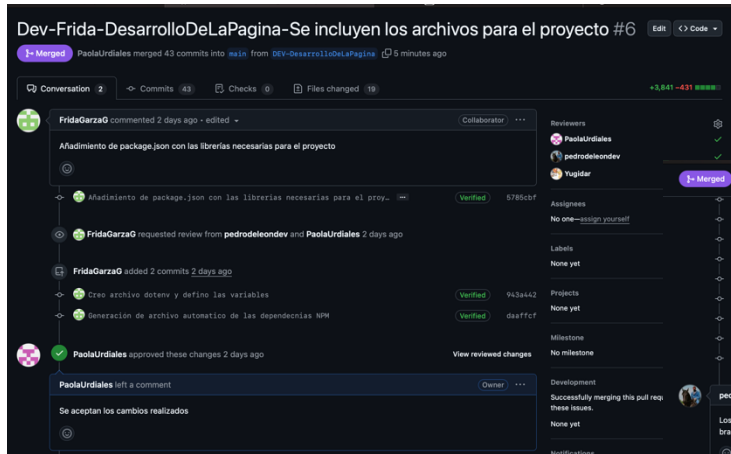 Dev-Frida-DesarrolloDeLaPagina-Se incluyen los archivos para el proyecto #6
Edit
Code
Merged
PaolaUrdiales merged 43 commits into main from DEV-DesarrolloDeLaPagina 5 minutes ago
Conversation 2
Commits 43
Checks 0
Files changed 19
+3,841 −431
FridaGarzaG commented 2 days ago • edited
Collaborator
Añadimiento de package.json con las librerías necesarias para el proyecto
Añadimiento de package.json con las librerias necesarias para el proy…
Verified
5785cbf
FridaGarzaG requested review from pedrodeleondev and PaolaUrdiales 2 days ago
FridaGarzaG added 2 commits 2 days ago
Creo archivo dotenv y defino las variables
Verified
943a442
Generación de archivo automatico de las dependecnias NPM
Verified
daaffcf
PaolaUrdiales approved these changes 2 days ago
View reviewed changes
PaolaUrdiales left a comment
Owner
Se aceptan los cambios realizados
Reviewers
PaolaUrdiales
pedrodeleondev
Yugidar
Assignees
No one—assign yourself
Labels
None yet
Projects
None yet
Milestone
No milestone
Development
Successfully merging this pull requ
these issues.
None yet
Notifications
Merged
ped
Los
bra